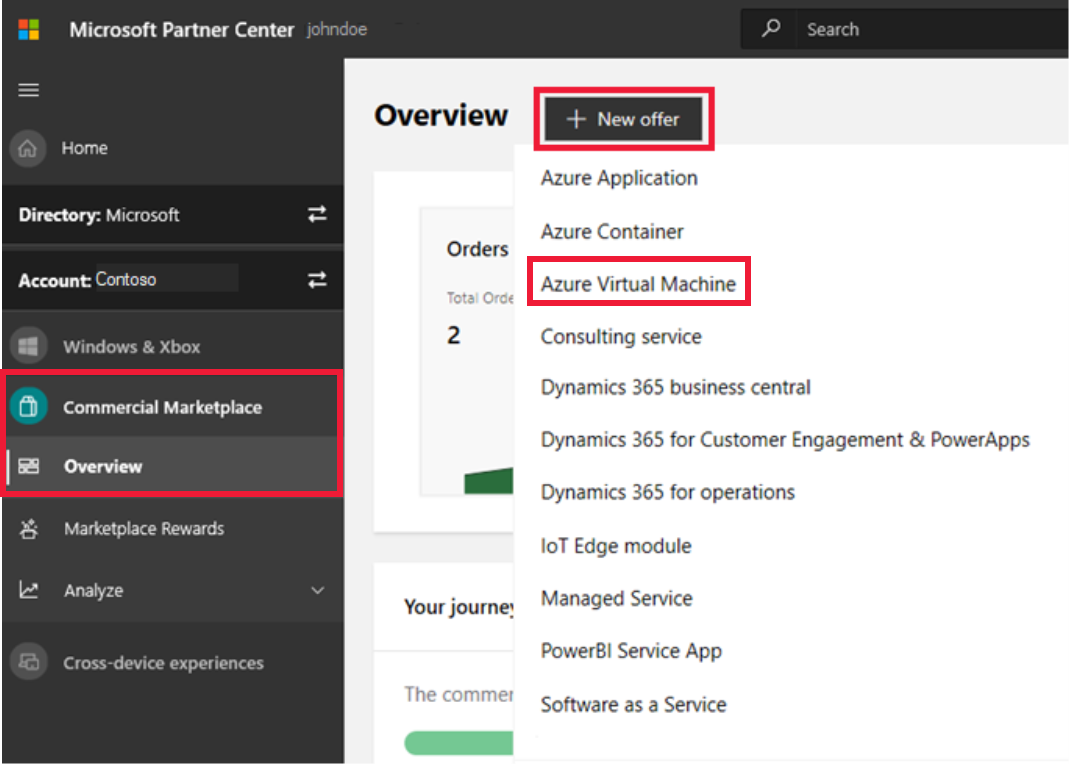 Microsoft Partner Center johndoe
Search
Home
Directory: Microsoft
Account: Contoso
Windows & Xbox
Commercial Marketplace
Overview
Marketplace Rewards
Analyze
Cross-device experiences
Overview
New offer
Azure Application
Azure Container
Azure Virtual Machine
Consulting service
Dynamics 365 business central
Dynamics 365 for Customer Engagement & PowerApps
Dynamics 365 for operations
IoT Edge module
Managed Service
PowerBI Service App
Software as a Service
Orders
Total Orde
2
Your journey
The commer